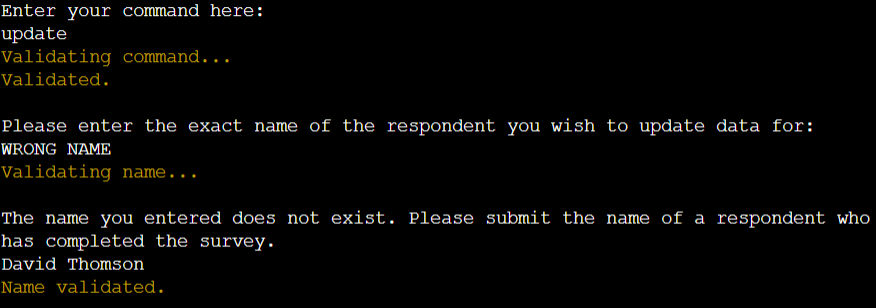 Enter your command here:
update
Validating command...
Validated.
Please enter the exact name of the respondent you wish to update data for:
WRONG NAME
Validating name...
The name you entered does not exist. Please submit the name of a respondent who
has completed the survey.
David Thomson
Name validated.